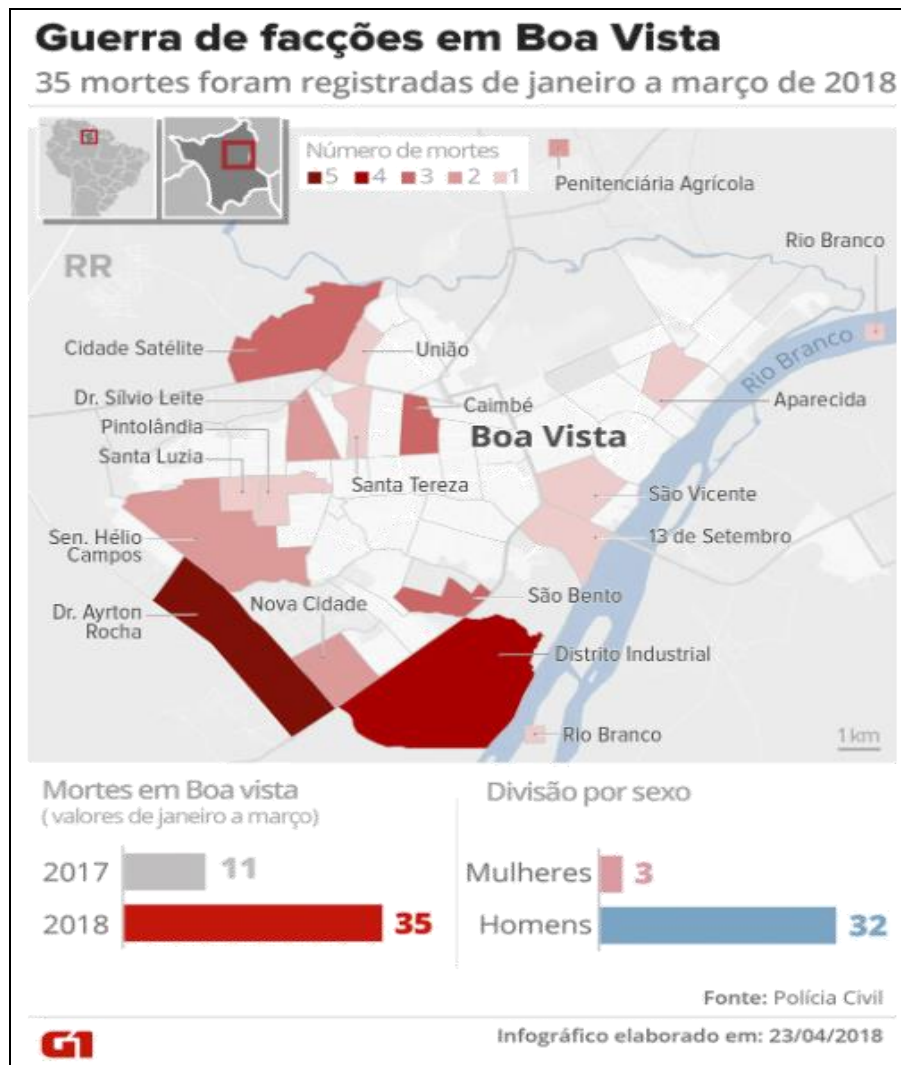 Guerra de facções em Boa Vista
35 mortes foram registradas de janeiro a março de 2018
Número de mortes
5 4 3 2 1
Penitenciária Agrícola
Rio Branco
RR
Rio Branco
Cidade Satélite
União
Dr. Sílvio Leite
Caimbé
Aparecida
Pintolândia
Boa Vista
Santa Luzia
Santa Tereza
São Vicente
Sen. Hélio
Campos
13 de Setembro
Nova Cidade
São Bento
Dr. Ayrton
Rocha
Distrito Industrial
Rio Branco
1 km
Mortes em Boa vista
( valores de janeiro a março)
2017 11
2018 35
Divisão por sexo
Mulheres 3
Homens 32
Fonte: Polícia Civil
G1
Infográfico elaborado em: 23/04/2018